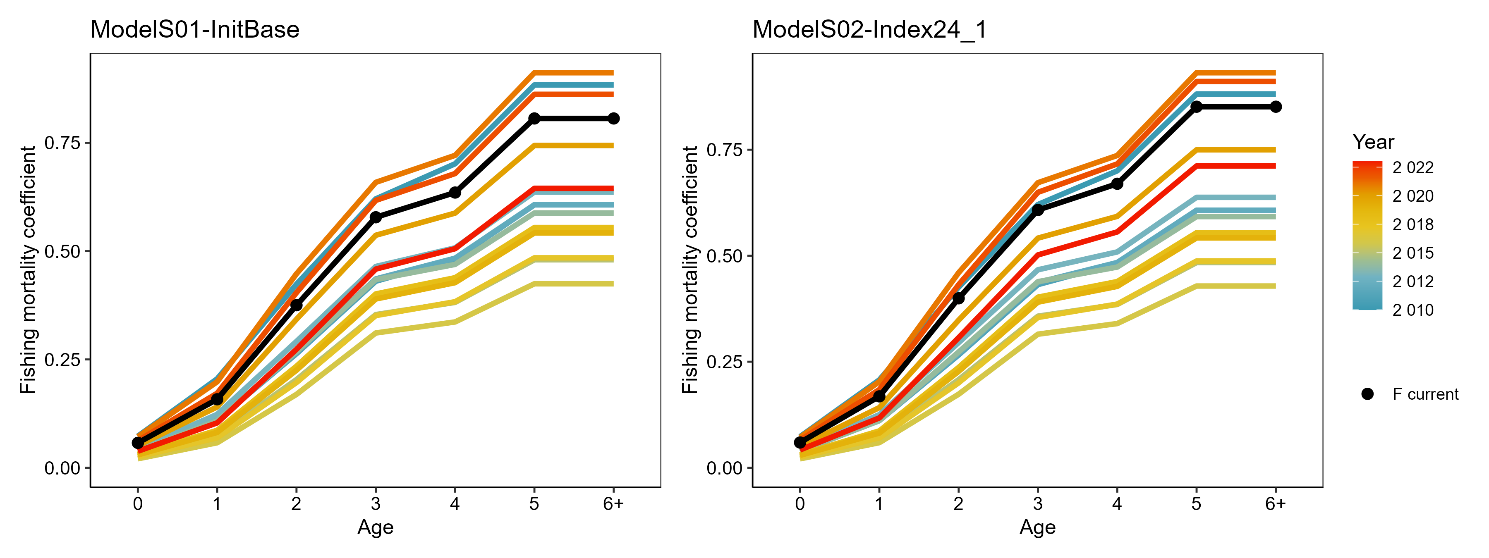 ModelS01-InitBase
Fishing mortality coefficient
0.75
0.50
0.25
0.00
0 1 2 3 4 5 6+
Age
ModelS02-Index24_1
Fishing mortality coefficient
0.75
0.50
0.25
0.00
0 1 2 3 4 5 6+
Age
Year
2 022
2 020
2 018
2 015
2 012
2 010
F current